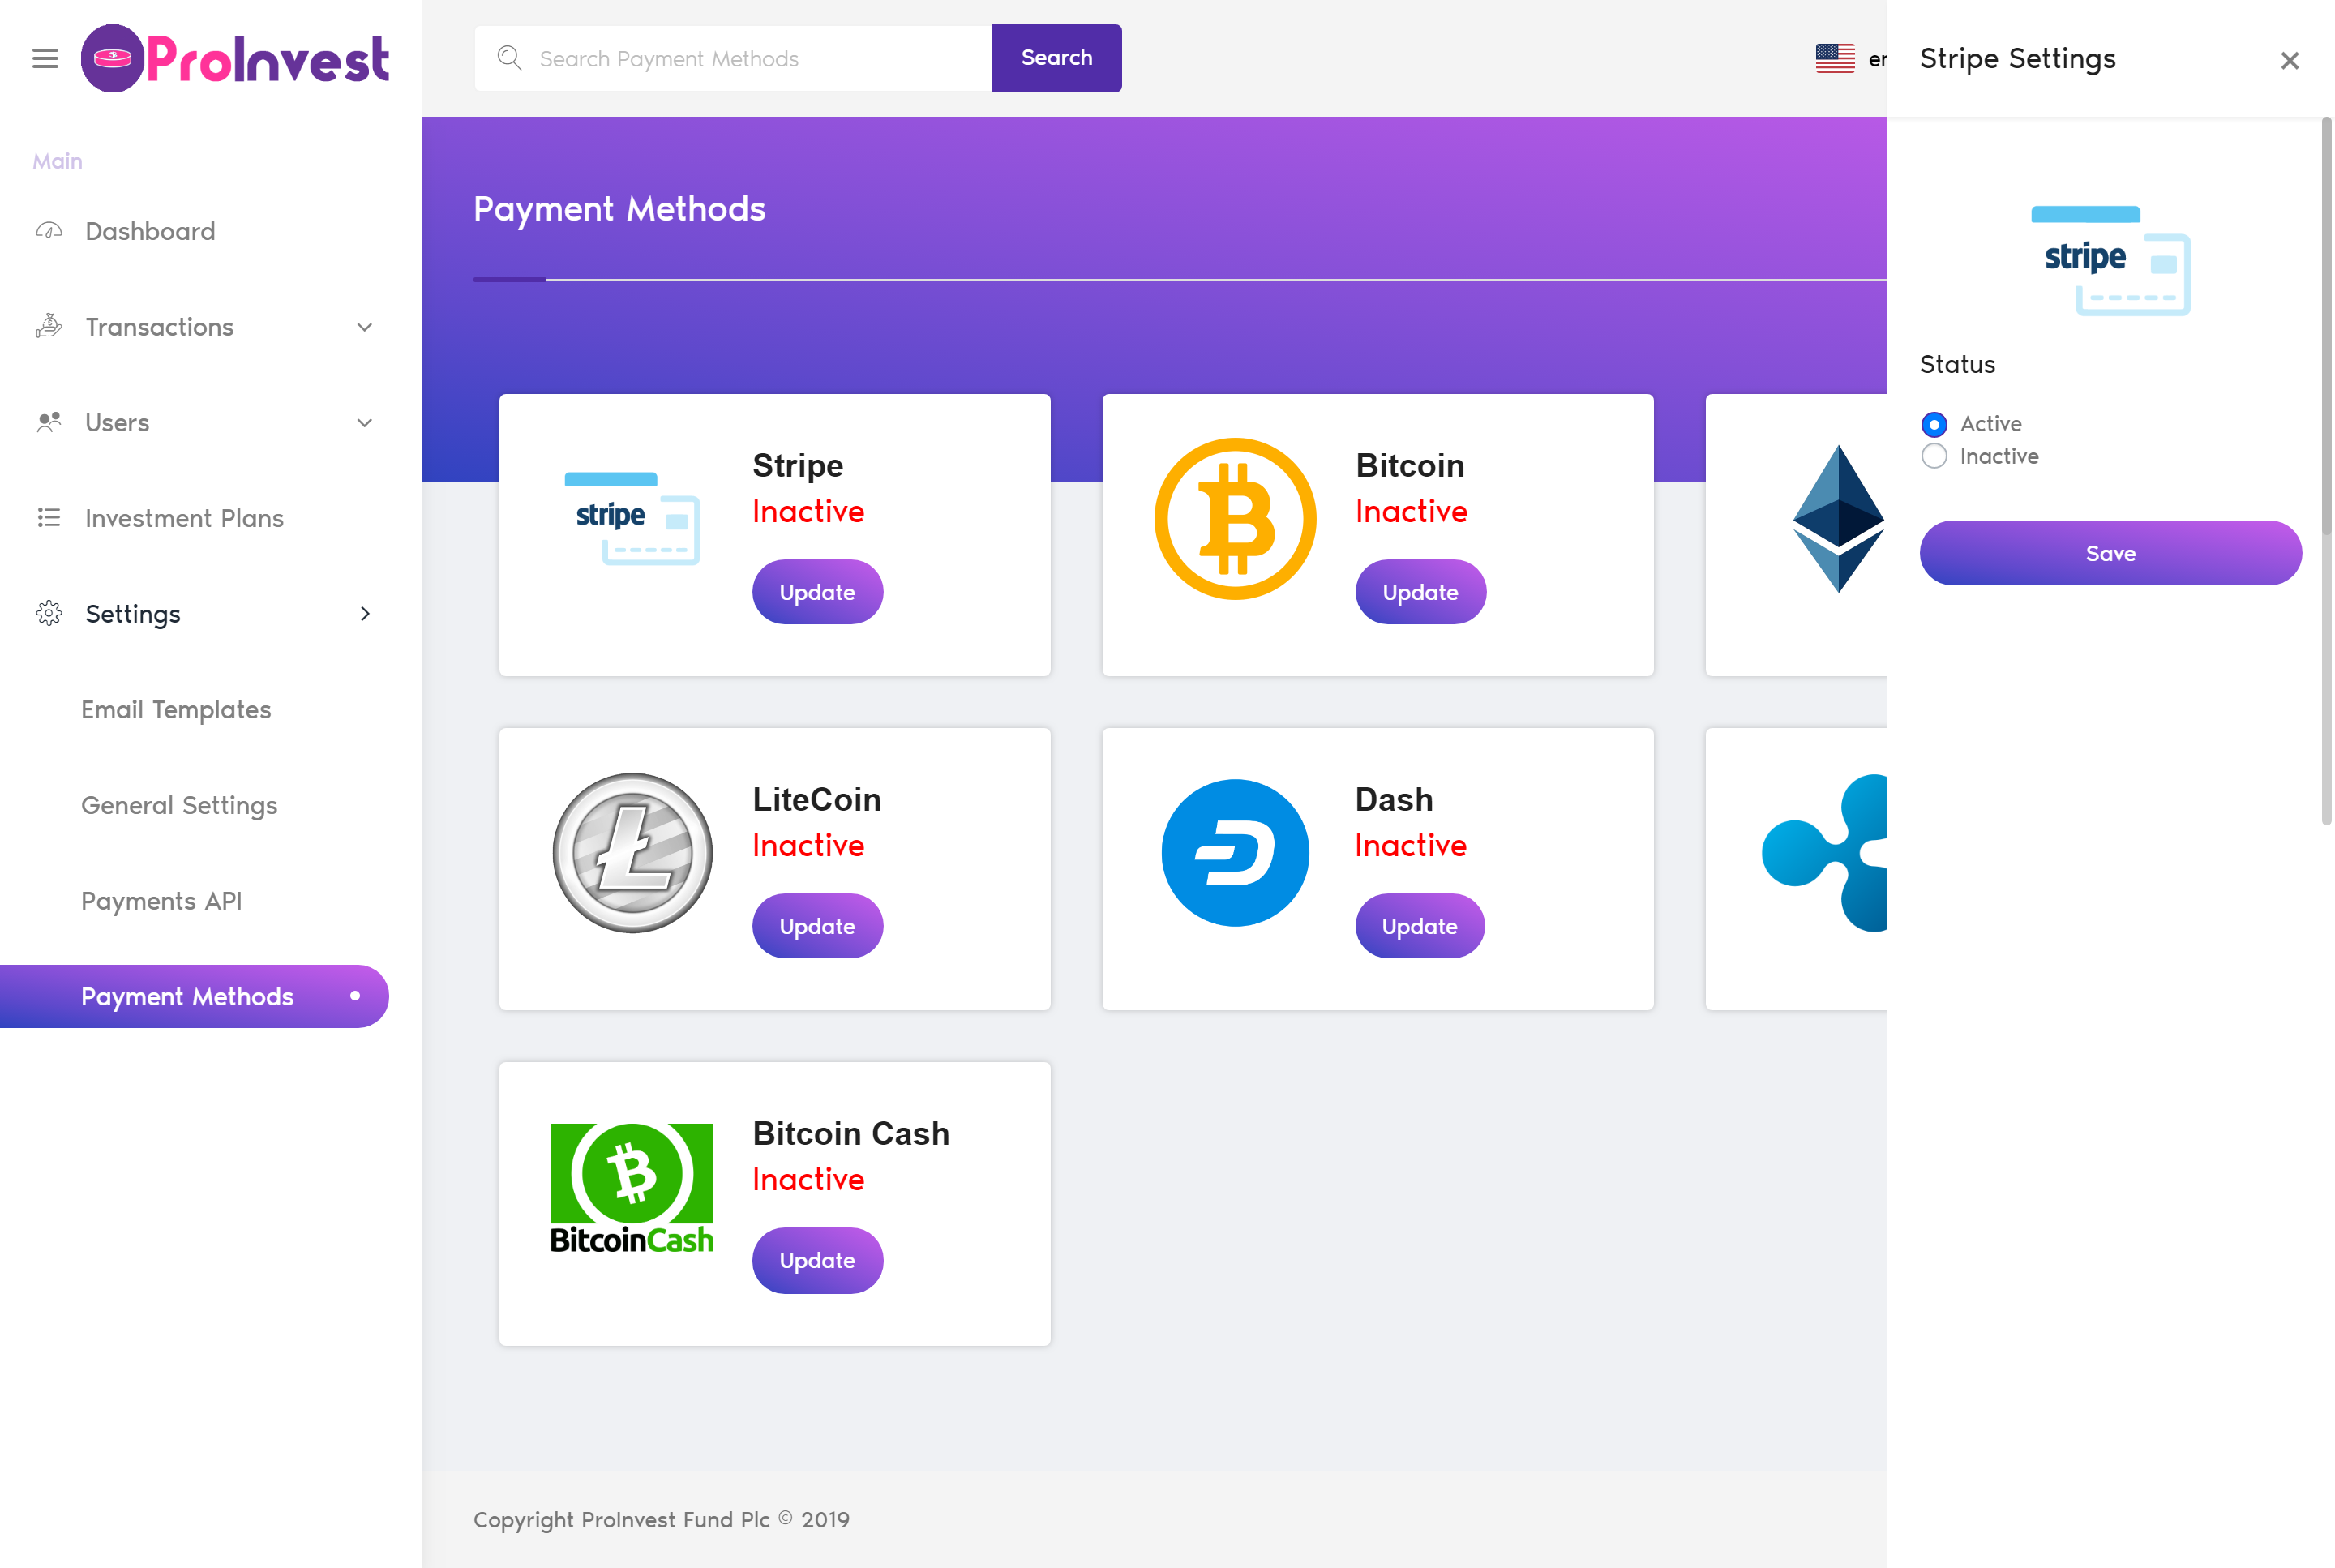 ProInvest
Search Payment Methods
Search
en
Stripe Settings
Main
Dashboard
Transactions
Users
Investment Plans
Settings
Email Templates
General Settings
Payments API
Payment Methods
Payment Methods
stripe
Stripe
Inactive
Update
Bitcoin
Inactive
Update
LiteCoin
Inactive
Update
Dash
Inactive
Update
BitcoinCash
Bitcoin Cash
Inactive
Update
stripe
Status
Active
Inactive
Save
Copyright ProInvest Fund Plc © 2019